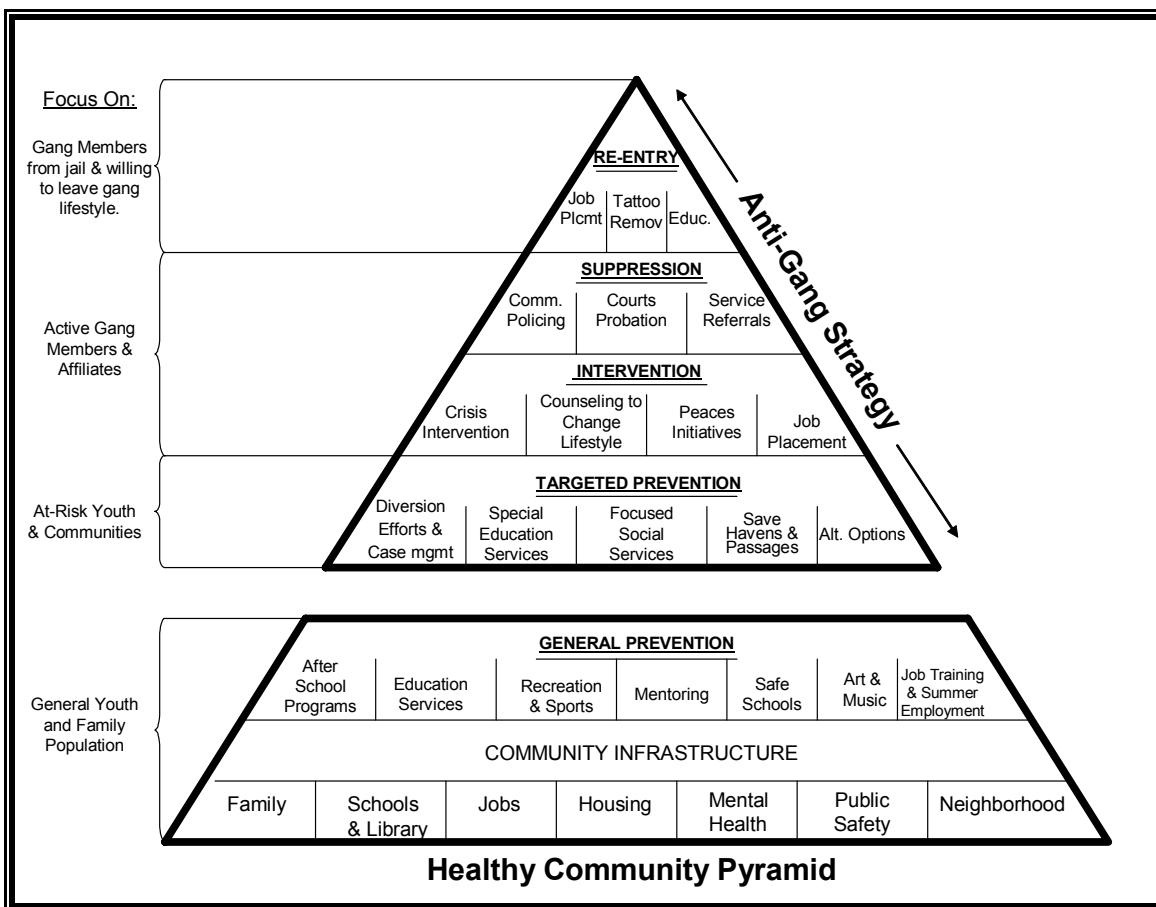 Focus On:
Gang Members
from jail & willing
to leave gang
lifestyle.
RE-ENTRY
Job
Plcmt
Tattoo
Remov
Educ.
Anti-Gang Strategy
Active Gang
Members &
Affiliates
SUPPRESSION
Comm.
Policing
Courts
Probation
Service
Referrals
INTERVENTION
Crisis
Intervention
Counseling to
Change
Lifestyle
Peaces
Initiatives
Job
Placement
At-Risk Youth
& Communities
TARGETED PREVENTION
Diversion
Efforts &
Case mgmt
Special
Education
Services
Focused
Social
Services
Save
Havens &
Passages
Alt. Options
General Youth
and Family
Population
GENERAL PREVENTION
After
School
Programs
Education
Services
Recreation
& Sports
Mentoring
Safe
Schools
Art &
Music
Job Training
& Summer
Employment
COMMUNITY INFRASTRUCTURE
Family
Schools
& Library
Jobs
Housing
Mental
Health
Public
Safety
Neighborhood
Healthy Community Pyramid